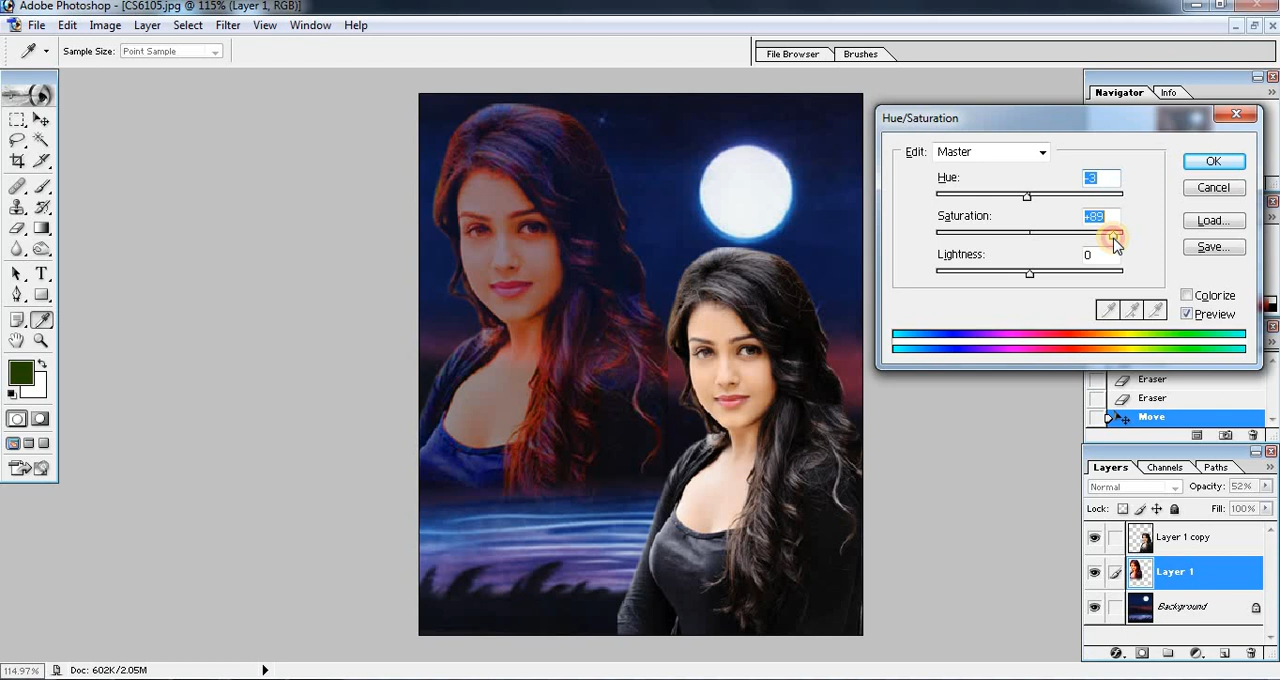 Adobe Photoshop - [CS6105.jpg @ 115% (Layer 1, RGB)]
File Edit Image Layer Select Filter View Window Help
Sample Size: Point Sample
File Browser Brushes
Navigator Info
Hue/Saturation
Edit: Master
Hue: -3
Saturation: +89
Lightness: 0
OK
Cancel
Load...
Save...
Colorize
Preview
Eraser
Eraser
Move
Layers Channels Paths
Normal Opacity: 52%
Lock: Fill: 100%
Layer 1 copy
Layer 1
Background
114.97% Doc: 602K/2.05M